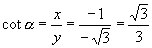 cot α = x/y = -1/-√3 = √3/3